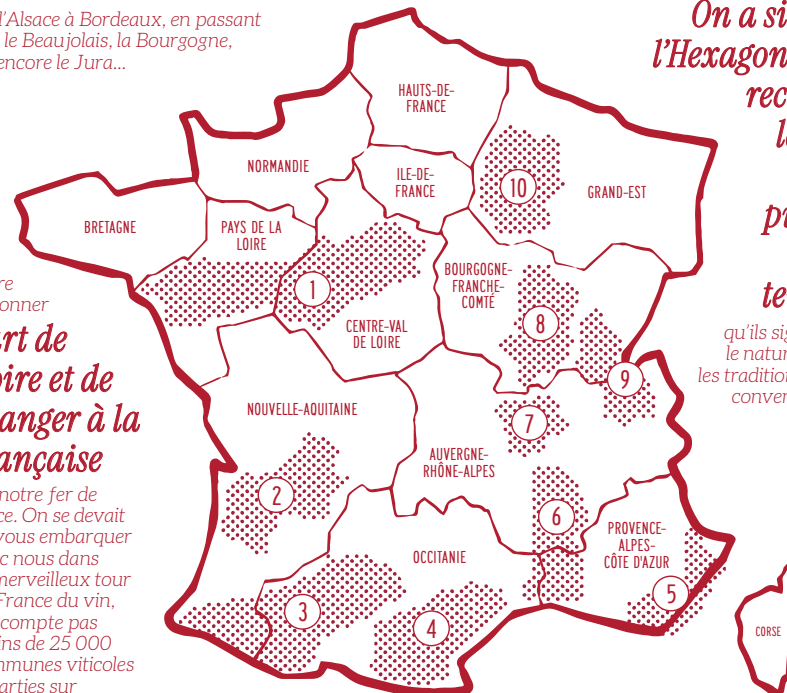 l'Alsace à Bordeaux, en passant
le Beaujolais, la Bourgogne,
encore le Jura...
re
onner
rt de
oire et de
anger à la
ançaise
notre fer de
ce. On se devait
vous embarquer
c nous dans
merveilleux tour
France du vin,
compte pas
ins de 25 000
mmunes viticoles
arties sur
HAUTS-DE-
FRANCE
NORMANDIE
ILE-DE-
FRANCE
10
GRAND-EST
BRETAGNE
PAYS DE LA
LOIRE
1
CENTRE-VAL
DE LOIRE
BOURGOGNE-
FRANCHE-
COMTÉ
8
9
NOUVELLE-AQUITAINE
7
AUVERGNE-
RHÔNE-ALPES
2
6
PROVENCE-
ALPES-
CÔTE D'AZUR
OCCITANIE
5
3
4
CORSE
On a si
l'Hexagon
rec
l
pu
te
qu'ils sig
le natur
les tradition
conver